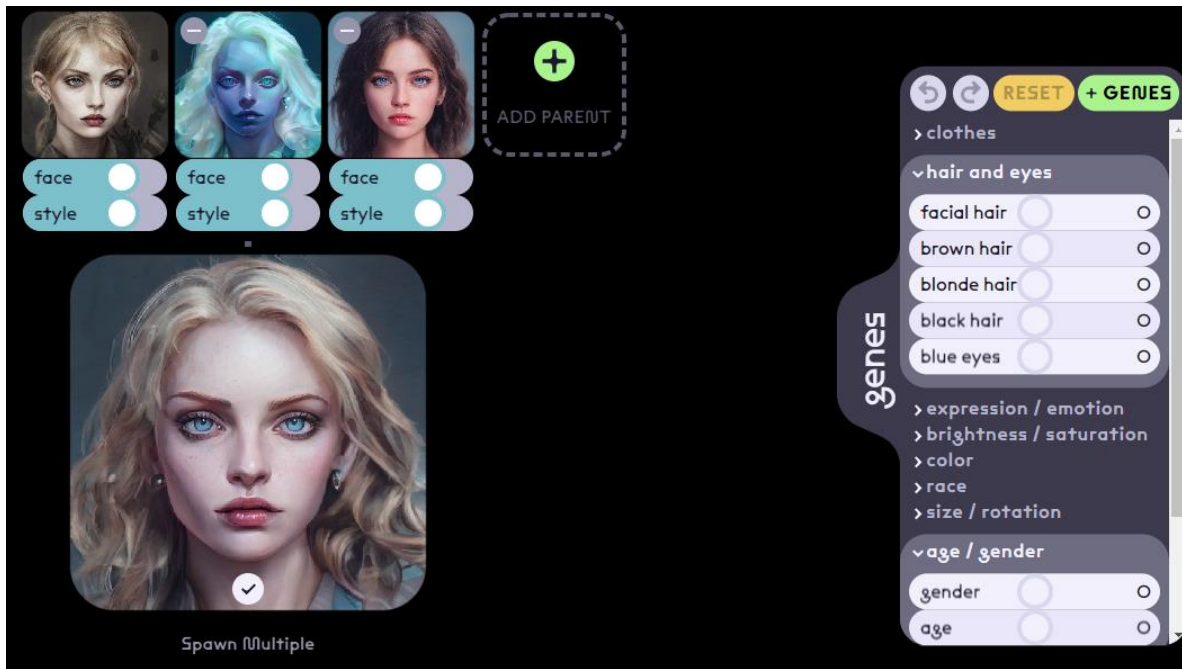 ADD PARENT
face
style
face
style
face
style
Spawn Multiple
genes
RESET
+ GENES
clothes
hair and eyes
facial hair 0
brown hair 0
blonde hair 0
black hair 0
blue eyes 0
expression / emotion
brightness / saturation
color
race
size / rotation
age / gender
gender 0
age 0